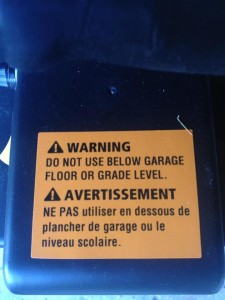 ⚠ WARNING
DO NOT USE BELOW GARAGE
FLOOR OR GRADE LEVEL.
⚠ AVERTISSEMENT
NE PAS utiliser en dessous de
plancher de garage ou le
niveau scolaire.